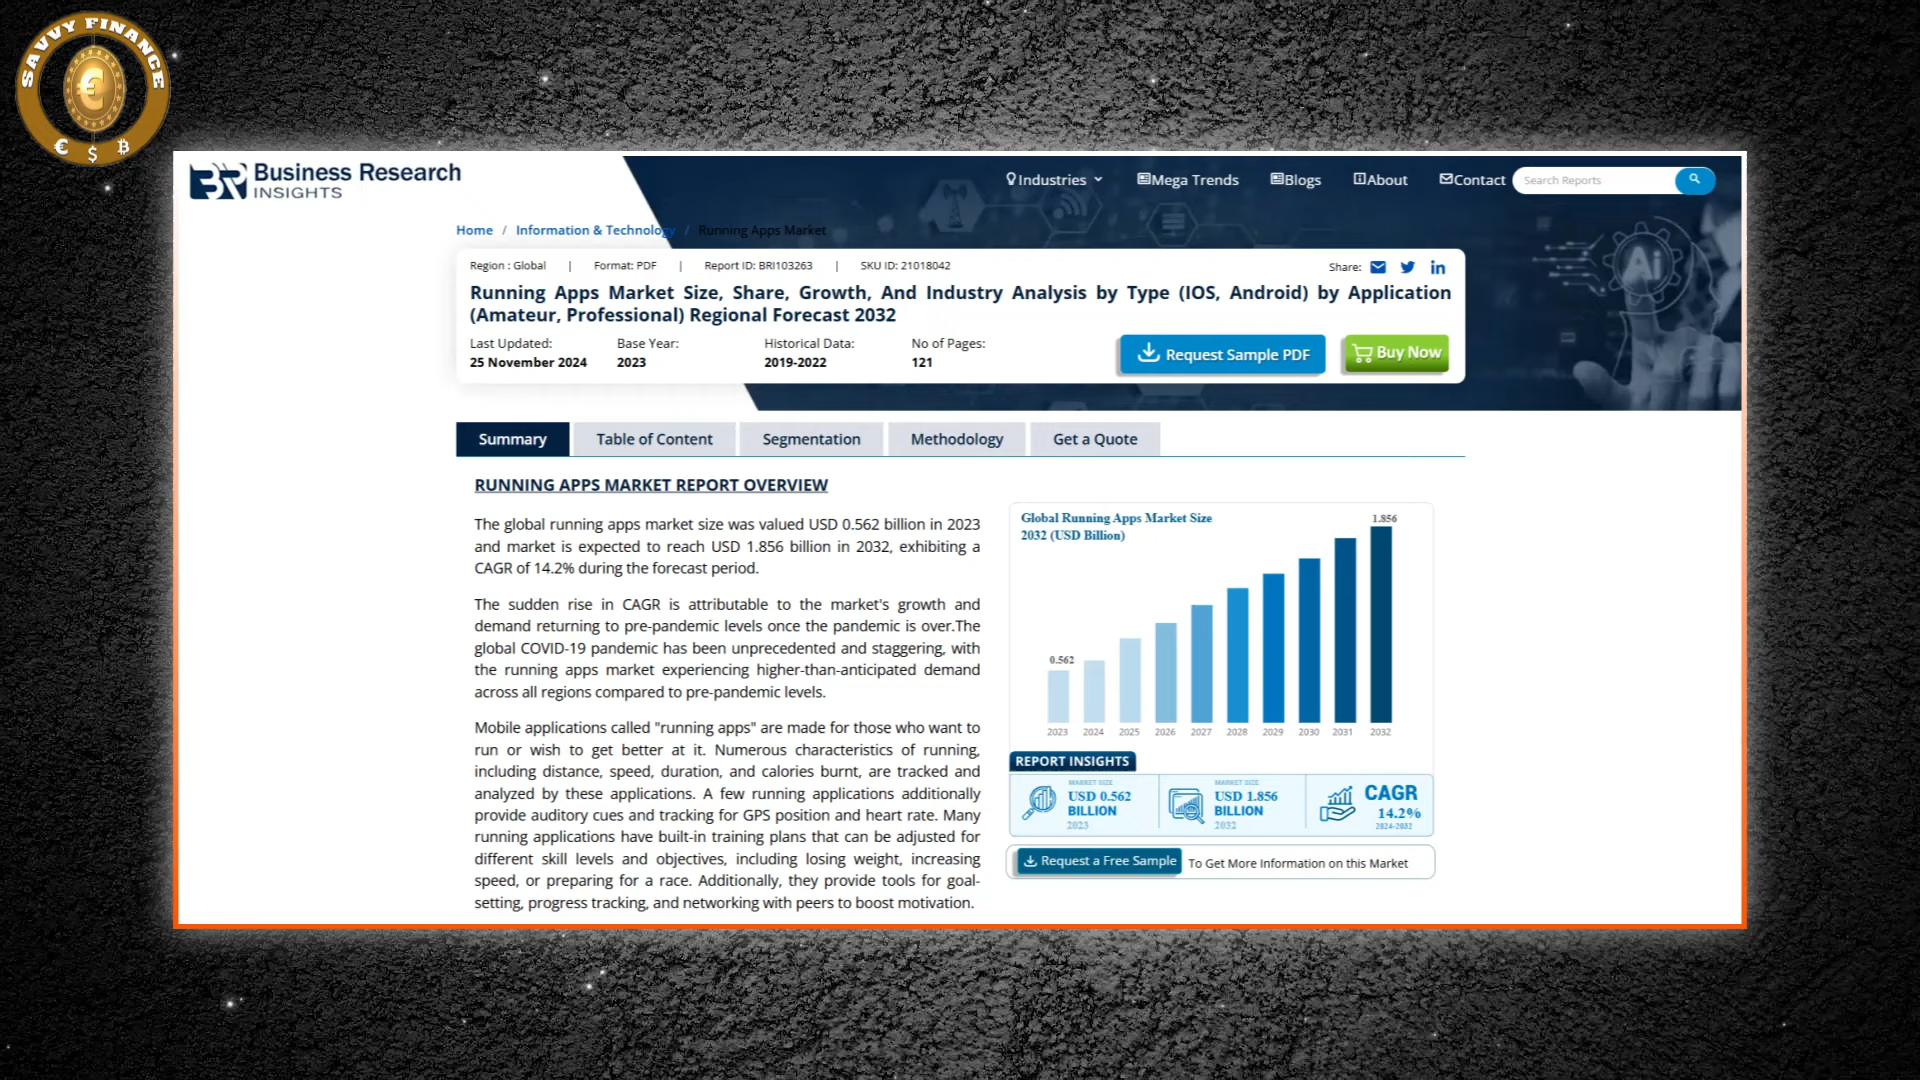 SAVVY FINANCE
€
€ $ ₿
Business Research
INSIGHTS
Industries
Mega Trends
Blogs
About
Contact
Search Reports
Home / Information & Technology / Running Apps Market
Region : Global | Format: PDF | Report ID: BRI103263 | SKU ID: 21018042
Share:
Running Apps Market Size, Share, Growth, And Industry Analysis by Type (IOS, Android) by Application
(Amateur, Professional) Regional Forecast 2032
Last Updated:
25 November 2024
Base Year:
2023
Historical Data:
2019-2022
No of Pages:
121
Request Sample PDF
Buy Now
Ai
Summary
Table of Content
Segmentation
Methodology
Get a Quote
RUNNING APPS MARKET REPORT OVERVIEW
The global running apps market size was valued USD 0.562 billion in 2023
and market is expected to reach USD 1.856 billion in 2032, exhibiting a
CAGR of 14.2% during the forecast period.
The sudden rise in CAGR is attributable to the market's growth and
demand returning to pre-pandemic levels once the pandemic is over.The
global COVID-19 pandemic has been unprecedented and staggering, with
the running apps market experiencing higher-than-anticipated demand
across all regions compared to pre-pandemic levels.
Mobile applications called "running apps" are made for those who want to
run or wish to get better at it. Numerous characteristics of running,
including distance, speed, duration, and calories burnt, are tracked and
analyzed by these applications. A few running applications additionally
provide auditory cues and tracking for GPS position and heart rate. Many
running applications have built-in training plans that can be adjusted for
different skill levels and objectives, including losing weight, increasing
speed, or preparing for a race. Additionally, they provide tools for goal-
setting, progress tracking, and networking with peers to boost motivation.
Global Running Apps Market Size
2032 (USD Billion)
0.562
1.856
2023 2024 2025 2026 2027 2028 2029 2030 2031 2032
REPORT INSIGHTS
MARKET SIZE
USD 0.562
BILLION
2023
MARKET SIZE
USD 1.856
BILLION
2032
CAGR
14.2%
2024-2032
Request a Free Sample
To Get More Information on this Market